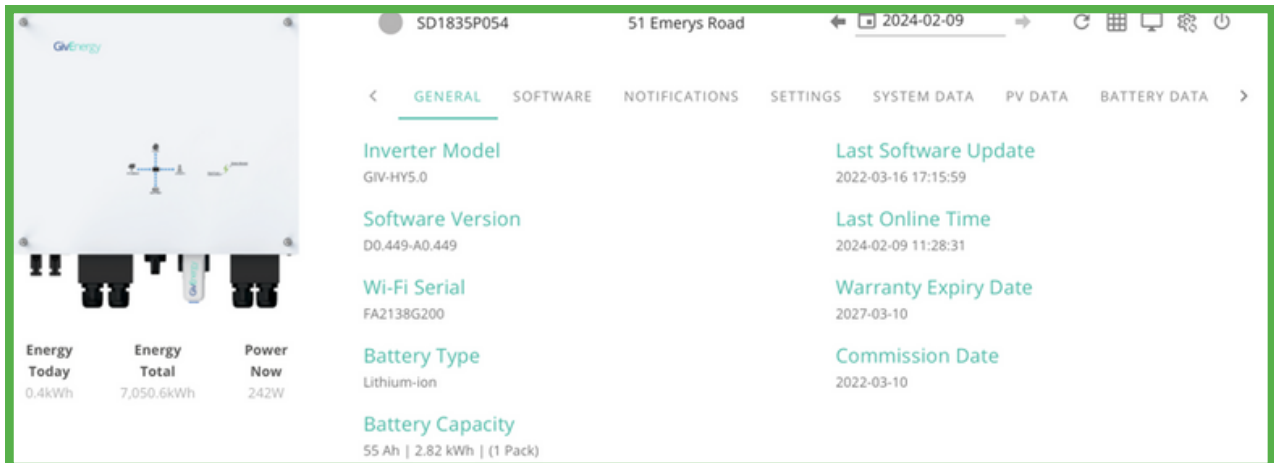 GivEnergy
SD1835P054 51 Emerys Road 2024-02-09
GENERAL SOFTWARE NOTIFICATIONS SETTINGS SYSTEM DATA PV DATA BATTERY DATA
Inverter Model
GIV-HY5.0
Software Version
D0.449-A0.449
Wi-Fi Serial
FA2138G200
Battery Type
Lithium-ion
Battery Capacity
55 Ah | 2.82 kWh | (1 Pack)
Last Software Update
2022-03-16 17:15:59
Last Online Time
2024-02-09 11:28:31
Warranty Expiry Date
2027-03-10
Commission Date
2022-03-10
GivEnergy
Energy Today
0.4kWh
Energy Total
7,050.6kWh
Power Now
242W